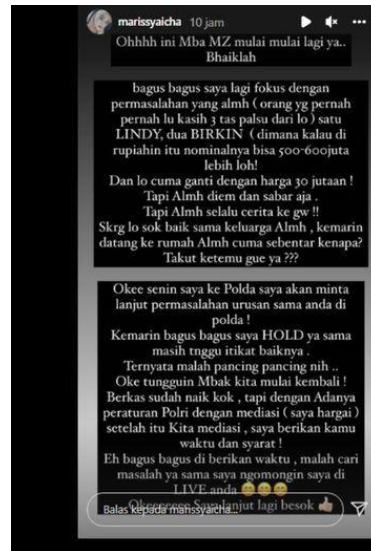 marissyaicha 10 jam
Ohhhh ini Mba MZ mulai mulai lagi ya..
Bhaiklah
bagus bagus saya lagi fokus dengan
permasalahan yang almh ( orang yg pernah
pernah lu kasih 3 tas palsu dari lo ) satu
LINDY, dua BIRKIN ( dimana kalau di
rupiahin itu nominalnya bisa 500-600juta
lebih loh!
Dan lo cuma ganti dengan harga 30 jutaan !
Tapi Almh diem dan sabar aja .
Tapi Almh selalu cerita ke gw !!
Skrg lo sok baik sama keluarga Almh , kemarin
datang ke rumah Almh cuma sebentar kenapa?
Takut ketemu gue ya ???
Okee senin saya ke Polda saya akan minta
lanjut permasalahan urusan sama anda di
polda !
Kemarin bagus bagus saya HOLD ya sama
masih tnggu itikat baiknya .
Ternyata malah pancing pancing nih ..
Oke tungguin Mbak kita mulai kembali !
Berkas sudah naik kok , tapi dengan Adanya
peraturan Polri dengan mediasi ( saya hargai )
setelah itu Kita mediasi , saya berikan kamu
waktu dan syarat !
Eh bagus bagus di berikan waktu , malah cari
masalah ya sama saya ngomongin saya di
LIVE anda 😄😄😄
Saya lanjut lagi besok 👍🏼
Balas kepada marissyaicha...